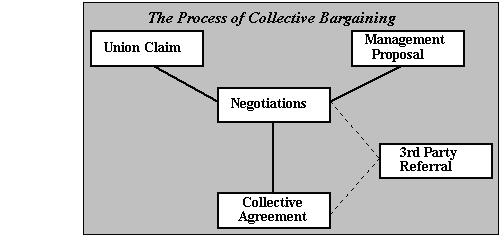 The Process of Collective Bargaining
Union Claim
Management
Proposal
Negotiations
3rd Party
Referral
Collective
Agreement